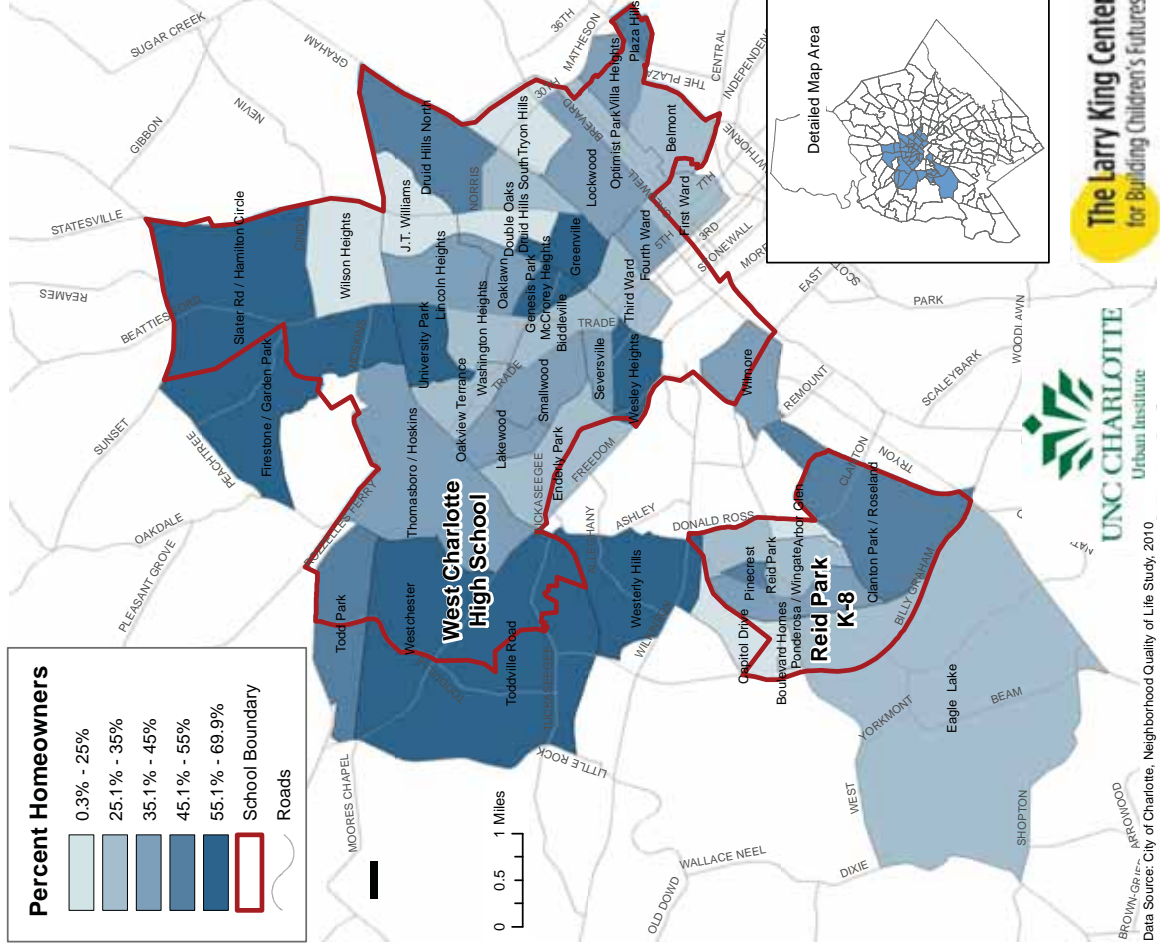 Percent Homeowners
0.3% - 25%
25.1% - 35%
35.1% - 45%
45.1% - 55%
55.1% - 69.9%
School Boundary
Roads
SUGAR CREEK
GRAHAM
NEVIN
GIBBON
STATESVILLE
REAMES
BEATTIES FORD
SUNSET
PEACHTREE
OAKDALE
PLEASANT GROVE
ROZZELLES FERRY
MOORES CHAPEL
36TH
MATHESON
THE PLAZA
CENTRAL
30TH
BREVARD
NORRIS
7TH
5TH
3RD
STONEWALL
EAST
PARK
WOODLAWN
SCALEYBARK
REMOUNT
TRADE
TRADE
FREEDOM
ASHLEY
DONALD ROSS
CLANTON
TRYON
BILLY GRAHAM
YORKMONT
BEAM
WEST
SHOPTON
DIXIE
WALLACE NEEL
OLD DOWD
LITTLE ROCK
ARROWOOD
Slater Rd / Hamilton Circle
Firestone / Garden Park
Wilson Heights
J.T. Williams
Druid Hills North
Plaza Hills
Villa Heights
Optimist Park
Belmont
Lockwood
Tryon Hills
Druid Hills South
Double Oaks
Oaklawn
Genesis Park
McCrorey Heights
Greenville
Biddleville
Lincoln Heights
University Park
Washington Heights
Oakview Terrance
Thomasboro / Hoskins
Lakewood
Smallwood
Seversville
Enderly Park
Wesley Heights
Third Ward
Fourth Ward
First Ward
Wilmore
Todd Park
Westchester
Toddville Road
Westerly Hills
Capitol Drive
Pinecrest
Reid Park
Arbor Glen
Boulevard Homes
Ponderosa / Wingate
Clanton Park / Roseland
Eagle Lake
West Charlotte
High School
Reid Park
K-8
0 0.5 1 Miles
Detailed Map Area
The Larry King Center
for Building Children's Futures
UNC CHARLOTTE
Urban Institute
Data Source: City of Charlotte, Neighborhood Quality of Life Study, 2010